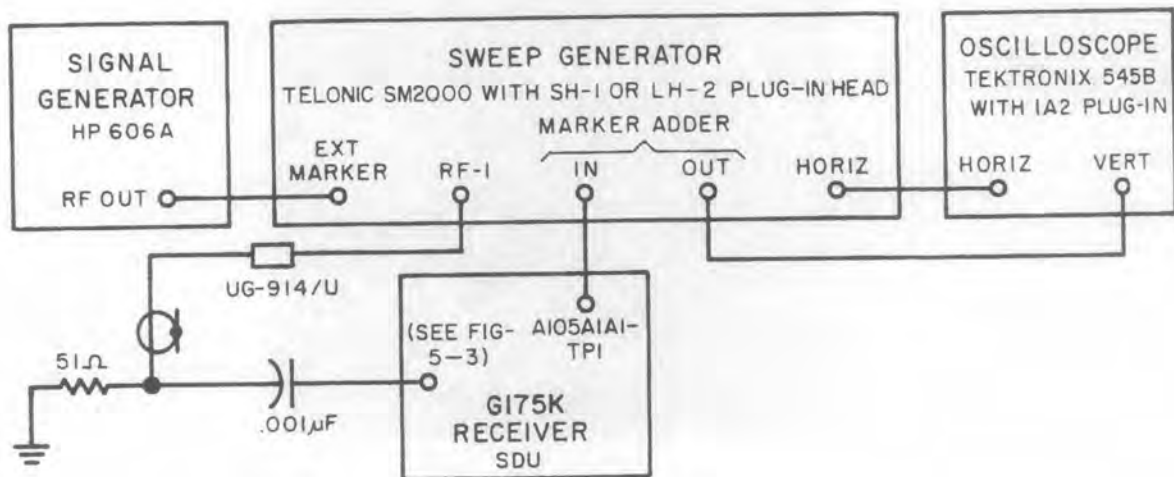 SIGNAL
GENERATOR
HP 606A
RF OUT
SWEEP GENERATOR
TELONIC SM2000 WITH SH-1 OR LH-2 PLUG-IN HEAD
MARKER ADDER
EXT
MARKER
RF-1
IN
OUT
HORIZ
OSCILLOSCOPE
TEKTRONIX 545B
WITH 1A2 PLUG-IN
HORIZ
VERT
UG-914/U
51Ω
.001µF
(SEE FIG-
5-3)
A105A1A1-
TP1
G175K
RECEIVER
SDU